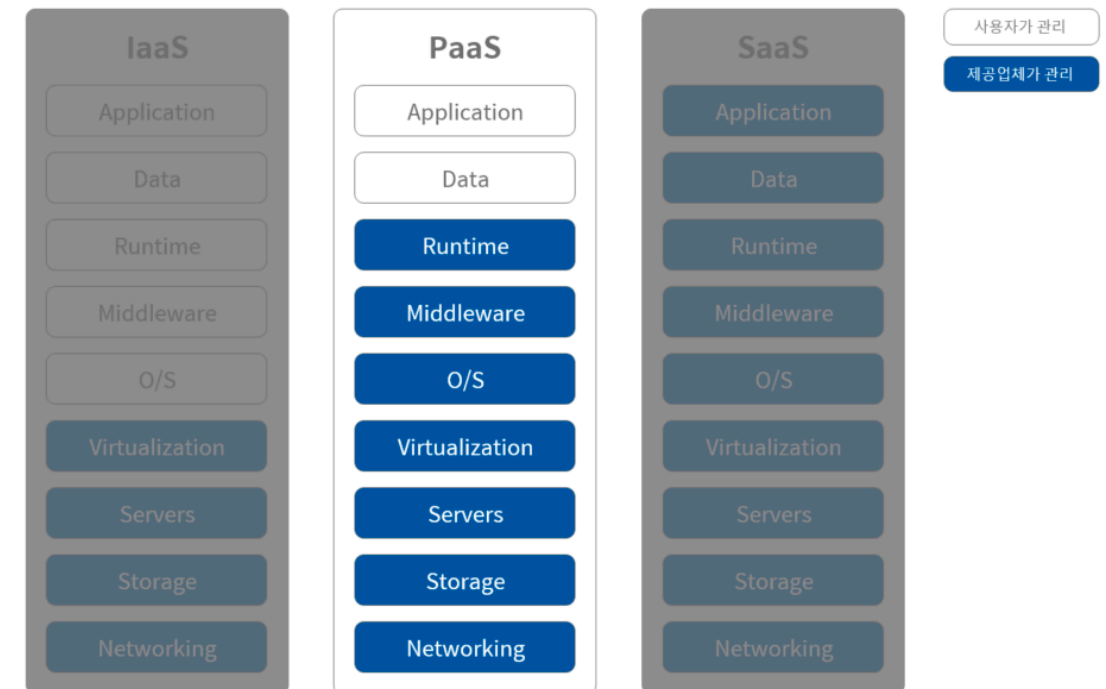 IaaS
Application
Data
Runtime
Middleware
O/S
Virtualization
Servers
Storage
Networking
PaaS
Application
Data
Runtime
Middleware
O/S
Virtualization
Servers
Storage
Networking
SaaS
Application
Data
Runtime
Middleware
O/S
Virtualization
Servers
Storage
Networking
사용자가 관리
제공업체가 관리